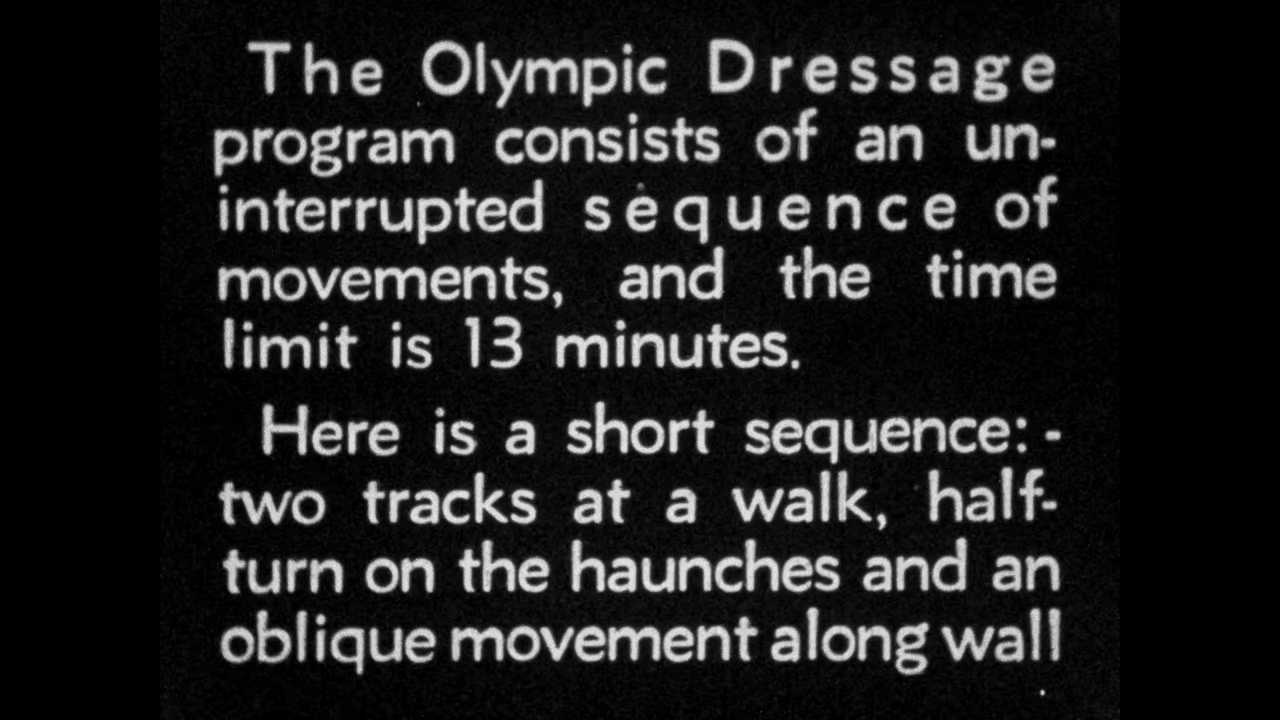 The Olympic Dressage
program consists of an un-
interrupted sequence of
movements, and the time
limit is 13 minutes.
Here is a short sequence: -
two tracks at a walk, half-
turn on the haunches and an
oblique movement along wall